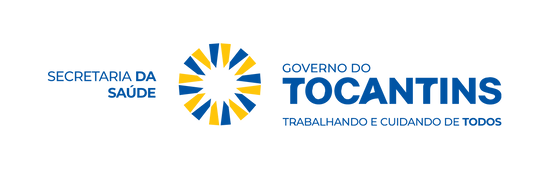 SECRETARIA DA
SAÚDE
GOVERNO DO
TOCANTINS
TRABALHANDO E CUIDANDO DE TODOS